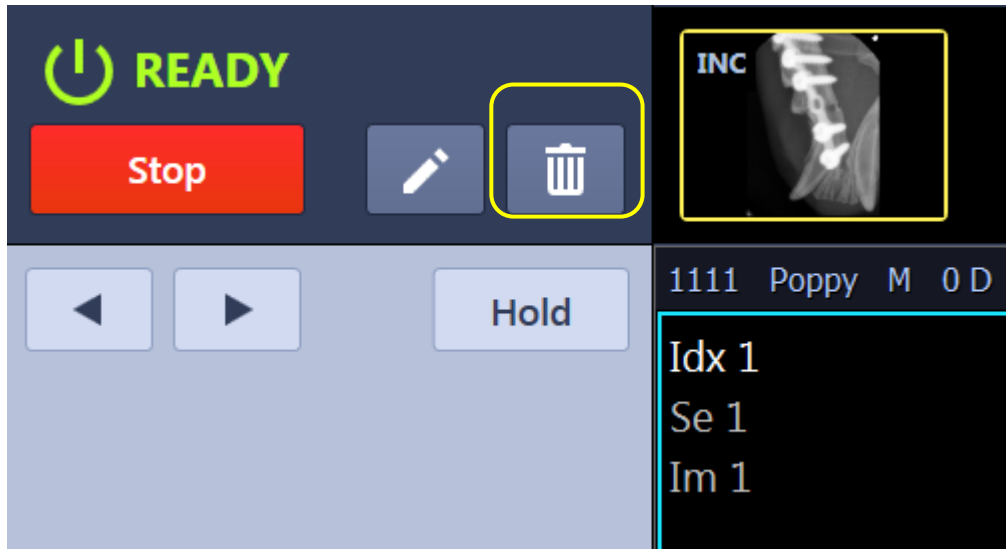 READY
Stop
Hold
INC
1111 Poppy M 0 D
Idx 1
Se 1
Im 1